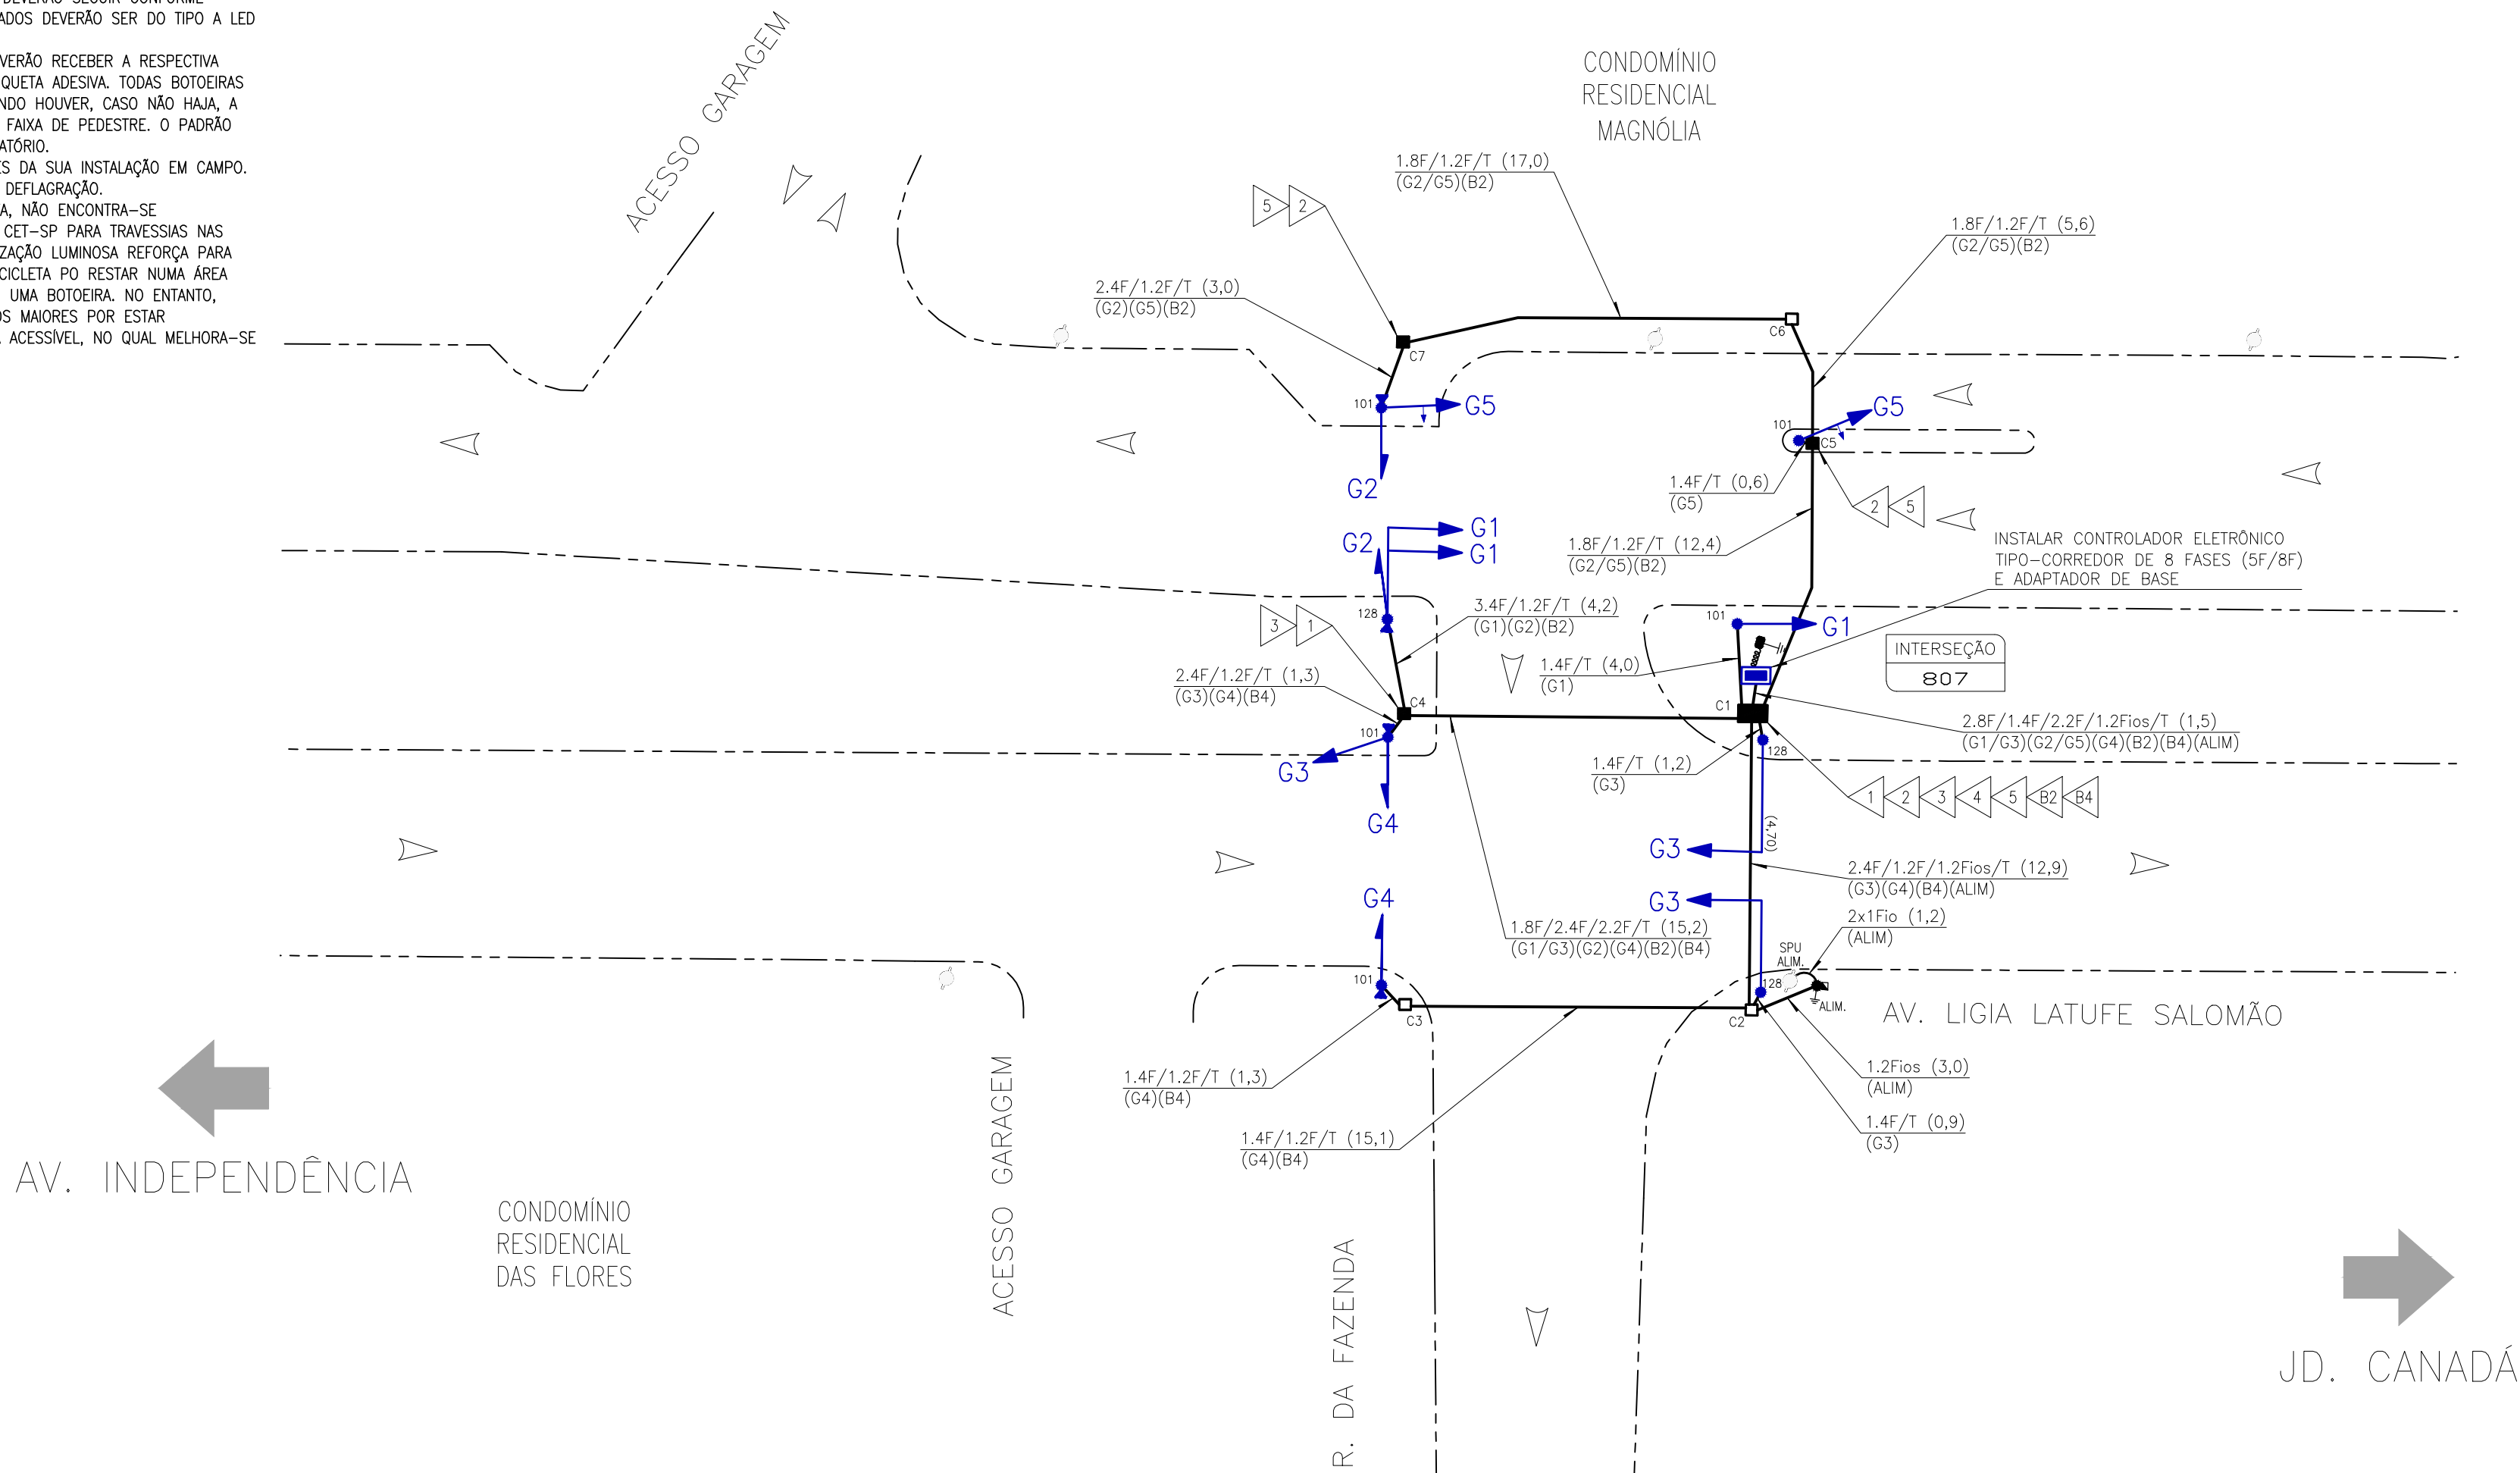 DEVERÃO SEGUIR CONFORME
ADOS DEVERÃO SER DO TIPO A LED
VERÃO RECEBER A RESPECTIVA
QUETA ADESIVA. TODAS BOTOEIRAS
NDO HOUVER, CASO NÃO HAJA, A
FAIXA DE PEDESTRE. O PADRÃO
ATÓRIO.
ES DA SUA INSTALAÇÃO EM CAMPO.
DEFLAGRAÇÃO.
A, NÃO ENCONTRA-SE
CET-SP PARA TRAVESSIAS NAS
ZAÇÃO LUMINOSA REFORÇA PARA
CICLETA PO RESTAR NUMA ÁREA
UMA BOTOEIRA. NO ENTANTO,
OS MAIORES POR ESTAR
ACESSÍVEL, NO QUAL MELHORA-SE
ACESSO GARAGEM
CONDOMÍNIO
RESIDENCIAL
MAGNÓLIA
1.8F/1.2F/T (17,0)
(G2/G5)(B2)
5
2
1.8F/1.2F/T (5,6)
(G2/G5)(B2)
2.4F/1.2F/T (3,0)
(G2)(G5)(B2)
C6
C7
101
G5
G2
101
G5
C5
1.4F/T (0,6)
(G5)
2
5
G1
G1
G2
1.8F/1.2F/T (12,4)
(G2/G5)(B2)
INSTALAR CONTROLADOR ELETRÔNICO
TIPO-CORREDOR DE 8 FASES (5F/8F)
E ADAPTADOR DE BASE
128
3
1
3.4F/1.2F/T (4,2)
(G1)(G2)(B2)
101
G1
INTERSEÇÃO
807
1.4F/T (4,0)
(G1)
2.4F/1.2F/T (1,3)
(G3)(G4)(B4)
C4
C1
101
G3
G4
2.8F/1.4F/2.2F/1.2Fios/T (1,5)
(G1/G3)(G2/G5)(G4)(B2)(B4)(ALIM)
128
1.4F/T (1,2)
(G3)
1
2
3
4
5
B2
B4
(4,70)
G3
2.4F/1.2F/1.2Fios/T (12,9)
(G3)(G4)(B4)(ALIM)
G4
G3
2x1Fio (1,2)
(ALIM)
1.8F/2.4F/2.2F/T (15,2)
(G1/G3)(G2)(G4)(B2)(B4)
SPU
ALIM.
101
128
ALIM.
C3
C2
AV. LIGIA LATUFE SALOMÃO
1.4F/1.2F/T (1,3)
(G4)(B4)
1.2Fios (3,0)
(ALIM)
1.4F/T (0,9)
(G3)
1.4F/1.2F/T (15,1)
(G4)(B4)
AV. INDEPENDÊNCIA
CONDOMÍNIO
RESIDENCIAL
DAS FLORES
ACESSO GARAGEM
R. DA FAZENDA
JD. CANADÁ